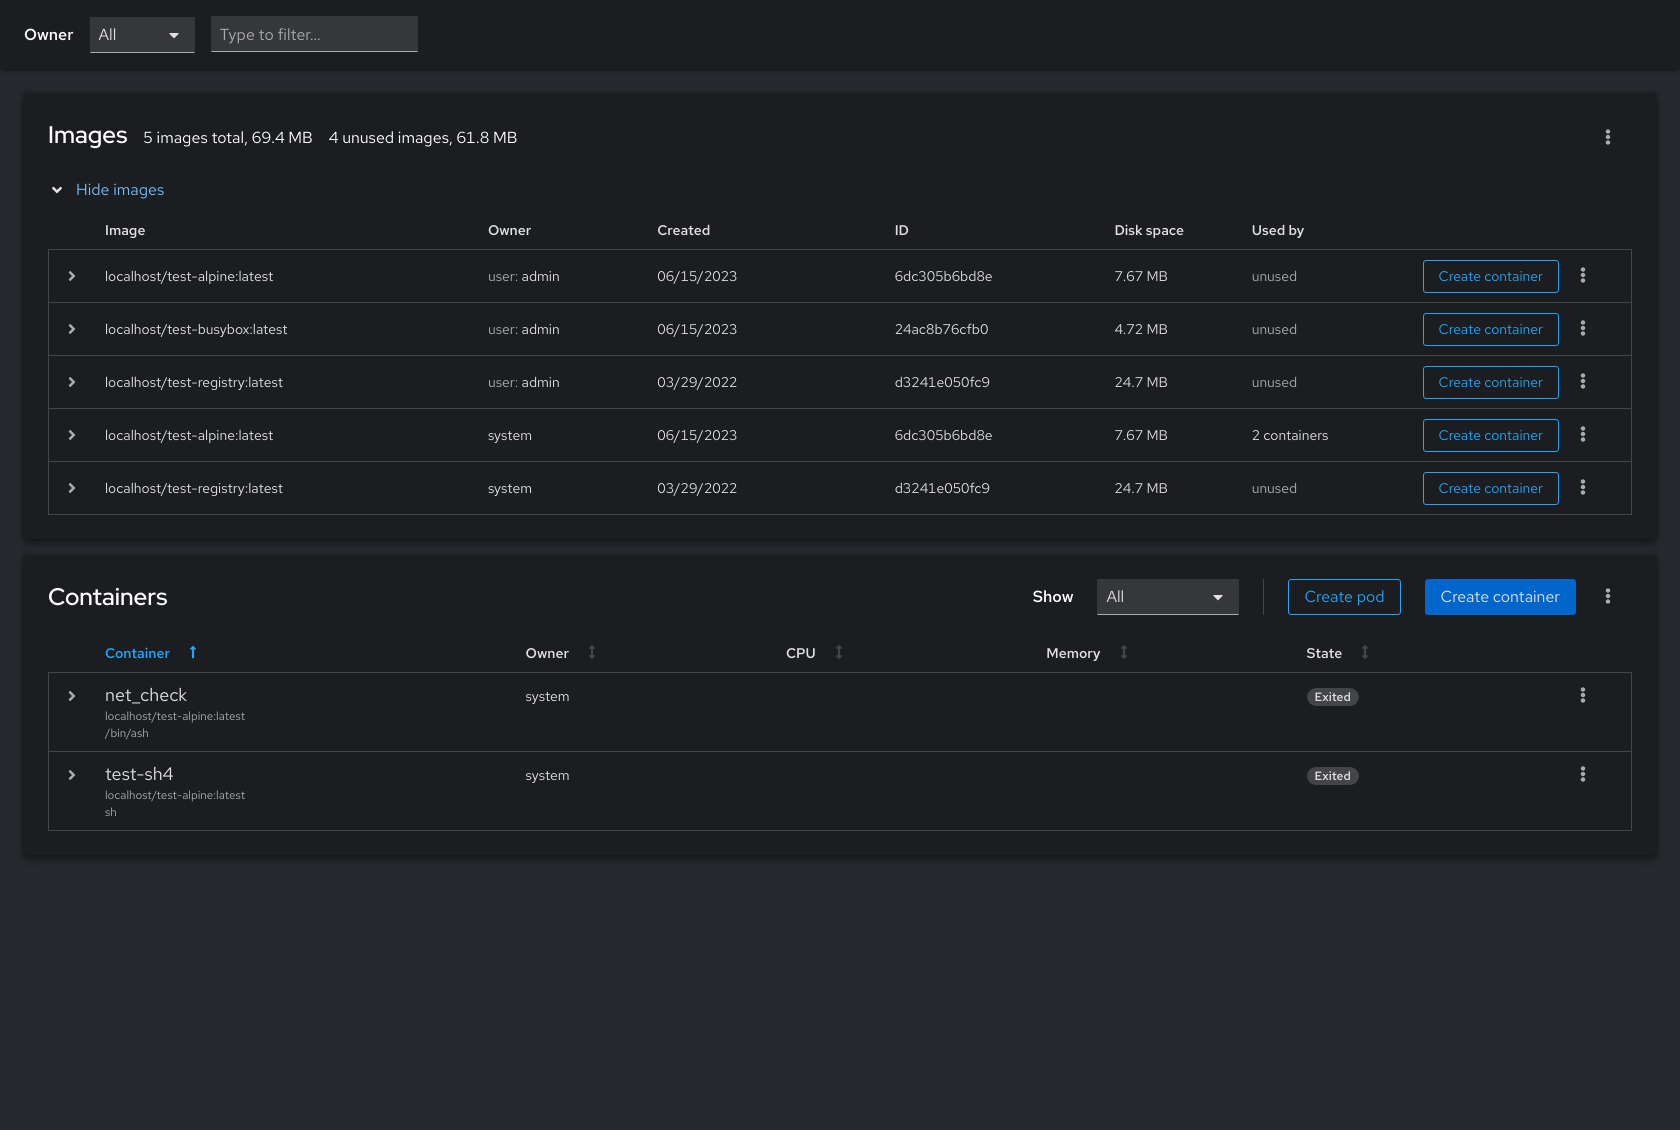 Owner All Type to filter...
Images 5 images total, 69.4 MB 4 unused images, 61.8 MB
Hide images
Image Owner Created ID Disk space Used by
localhost/test-alpine:latest user: admin 06/15/2023 6dc305b6bd8e 7.67 MB unused Create container
localhost/test-busybox:latest user: admin 06/15/2023 24ac8b76cfb0 4.72 MB unused Create container
localhost/test-registry:latest user: admin 03/29/2022 d3241e050fc9 24.7 MB unused Create container
localhost/test-alpine:latest system 06/15/2023 6dc305b6bd8e 7.67 MB 2 containers Create container
localhost/test-registry:latest system 03/29/2022 d3241e050fc9 24.7 MB unused Create container
Containers Show All Create pod Create container
Container Owner CPU Memory State
net_check system Exited
localhost/test-alpine:latest
/bin/ash
test-sh4 system Exited
localhost/test-alpine:latest
sh